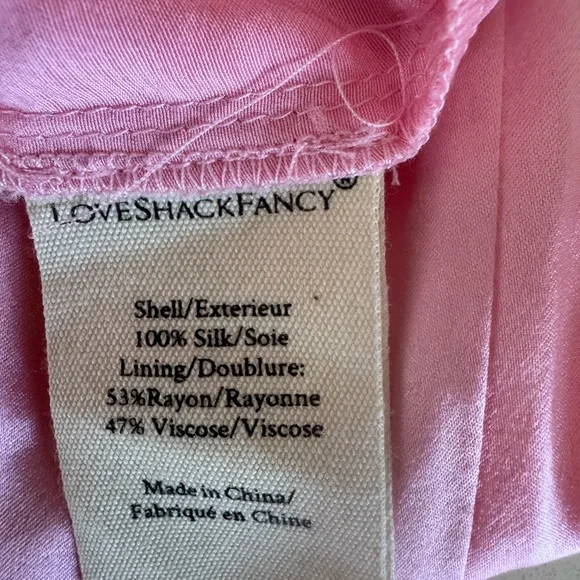 LOVESHACKFANCY®
Shell/Exterieur
100% Silk/Soie
Lining/Doublure:
53%Rayon/Rayonne
47% Viscose/Viscose
Made in China/
Fabriqué en Chine